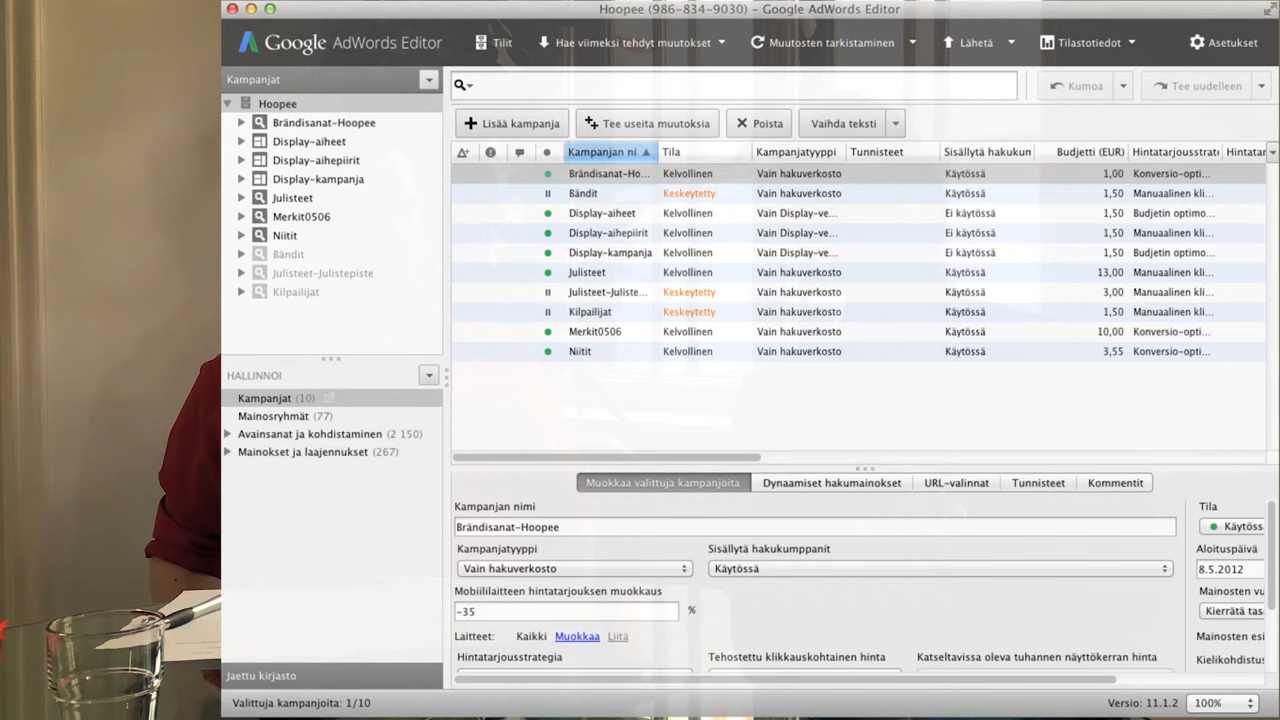 Hoopee (986-834-9030) – Google AdWords Editor
Google AdWords Editor Tilit Hae viimeksi tehdyt muutokset Muutosten tarkistaminen Lähetä Tilastotiedot Asetukset
Kampanjat
Kumoa Tee uudelleen
Hoopee
Brändisanat-Hoopee
Display-aiheet
Display-aihepiirit
Display-kampanja
Julisteet
Merkit0506
Niitit
Bändit
Julisteet-Julistepiste
Kilpailijat
HALLINNOI
Kampanjat (10)
Mainosryhmät (77)
Avainsanat ja kohdistaminen (2 150)
Mainokset ja laajennukset (267)
Jaettu kirjasto
Lisää kampanja Tee useita muutoksia Poista Vaihda teksti
Kampanjan ni Tila Kampanjatyyppi Tunnisteet Sisällytä hakukun Budjetti (EUR) Hintatarjousstrate Hintatar
Brändisanat-Ho... Kelvollinen Vain hakuverkosto Käytössä 1,00 Konversio-opti...
Bändit Keskeytetty Vain hakuverkosto Käytössä 1,50 Manuaalinen kli...
Display-aiheet Kelvollinen Vain Display-ve... Ei käytössä 1,50 Budjetin optimo...
Display-aihepiirit Kelvollinen Vain Display-ve... Ei käytössä 1,50 Manuaalinen kli...
Display-kampanja Kelvollinen Vain Display-ve... Ei käytössä 1,50 Budjetin optimo...
Julisteet Kelvollinen Vain hakuverkosto Käytössä 13,00 Manuaalinen kli...
Julisteet-Juliste... Keskeytetty Vain hakuverkosto Käytössä 3,00 Manuaalinen kli...
Kilpailijat Keskeytetty Vain hakuverkosto Käytössä 1,50 Manuaalinen kli...
Merkit0506 Kelvollinen Vain hakuverkosto Käytössä 10,00 Konversio-opti...
Niitit Kelvollinen Vain hakuverkosto Käytössä 3,55 Konversio-opti...
Muokkaa valittuja kampanjoita Dynaamiset hakumainokset URL-valinnat Tunnisteet Kommentit
Kampanjan nimi Tila
Brändisanat-Hoopee Käytöss
Kampanjatyyppi Sisällytä hakukumppanit Aloituspäivä
Vain hakuverkosto Käytössä 8.5.2012
Mobiililaitteen hintatarjouksen muokkaus Mainosten vu
-35 % Kierrätä tasa
Laitteet: Kaikki Muokkaa Liitä Mainosten esi
Hintatarjousstrategia Tehostettu klikkauskohtainen hinta Katseltavissa oleva tuhannen näyttökerran hinta Kielikohdistus
Valittuja kampanjoita: 1/10 Versio: 11.1.2 100%